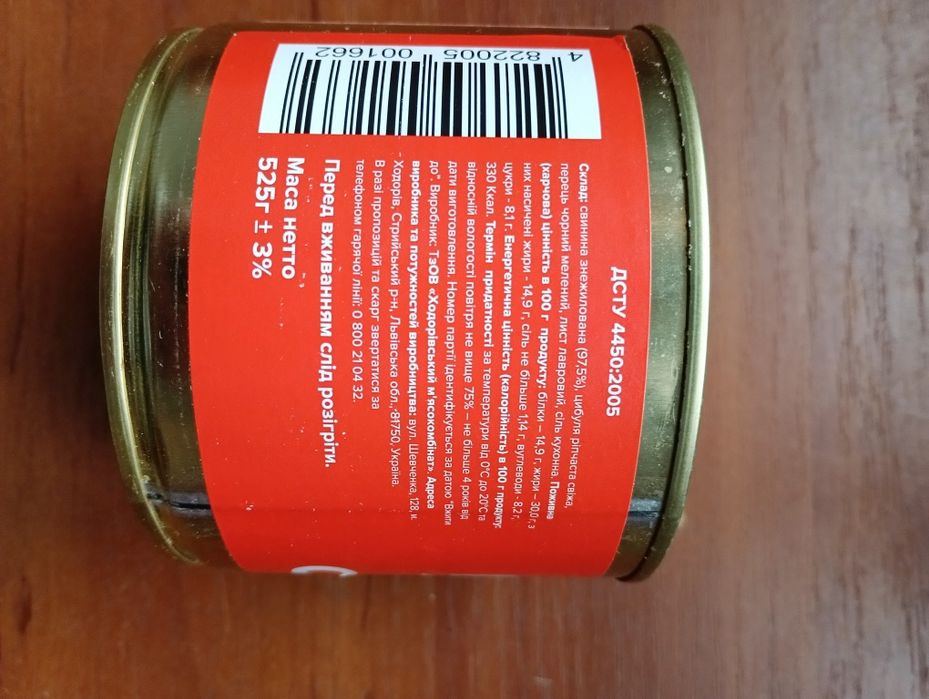 4 822005 001662
ДСТУ 4450:2005
Склад: свинина знежилована (97,5%), цибуля ріпчаста свіжа,
перець чорний мелений, лист лавровий, сіль кухонна. Поживна
(харчова) цінність в 100 г продукту: білки – 14,9 г, жири – 30,0 г, з
них насичені жири - 14,9 г, сіль не більше 1,14 г, вуглеводи - 8,2 г,
цукри - 8,1 г. Енергетична цінність (калорійність) в 100 г продукту:
330 Ккал. Термін придатності за температури від 0°С до 20°С та
відносній вологості повітря не вище 75% – не більше 4 років від
дати виготовлення. Номер партії ідентифікується за датою "Вжити
до". Виробник: ТзОВ «Ходорівський м'ясокомбінат». Адреса
виробника та потужностей виробництва: вул. Шевченка, 128, м.
Ходорів, Стрийський р-н, Львівська обл., 81750, Україна.
В разі пропозицій та скарг звертатися за
телефоном гарячої лінії: 0 800 21 04 32.
Перед вживанням слід розігріти.
Маса нетто
525г ± 3%